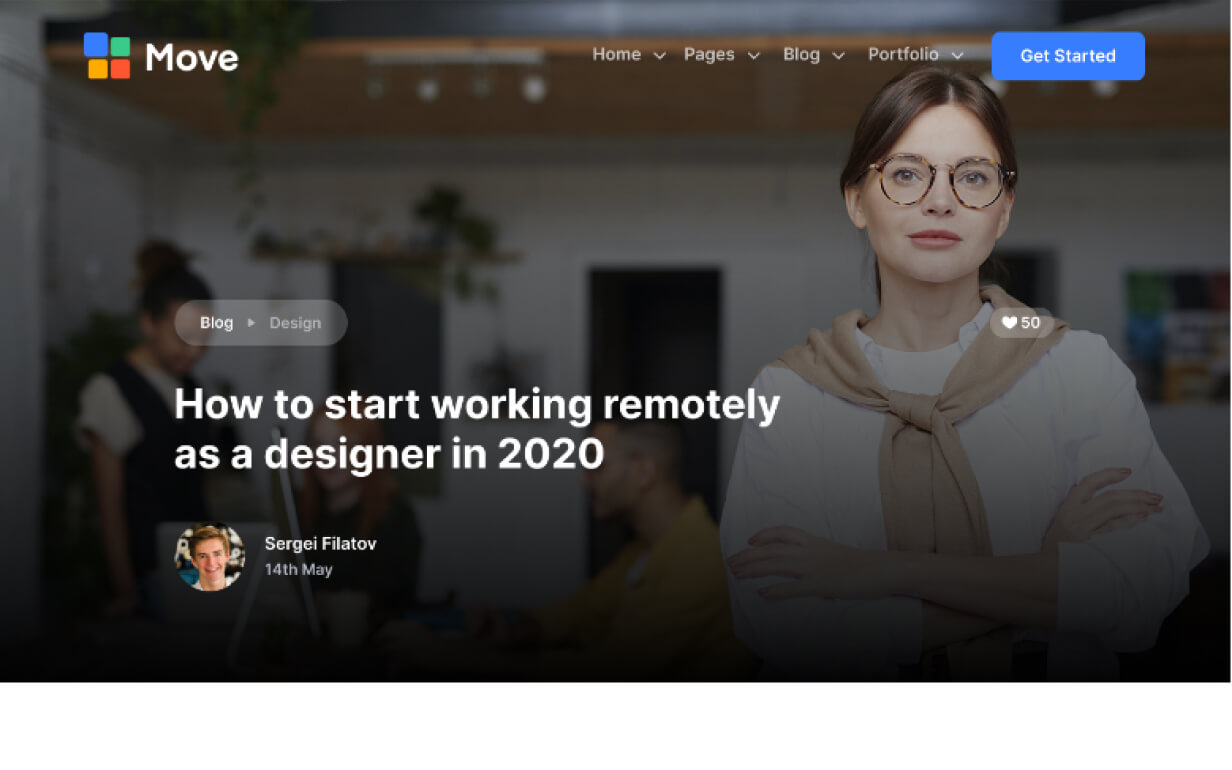 Move
Home
Pages
Blog
Portfolio
Get Started
Blog
Design
50
How to start working remotely
as a designer in 2020
Sergei Filatov
14th May